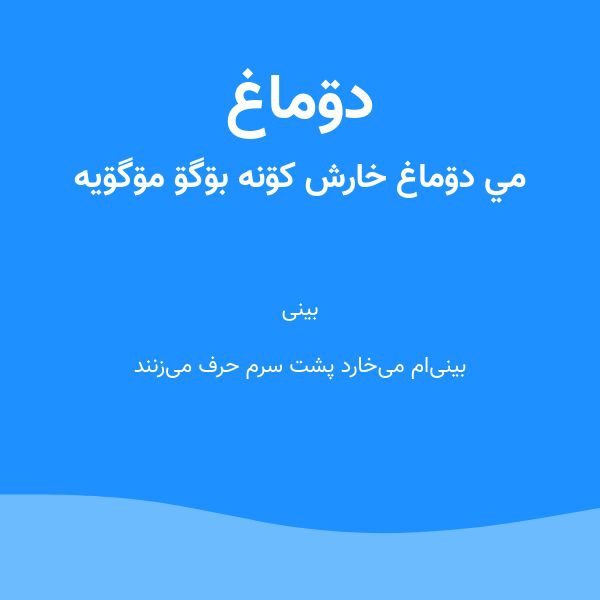 دۊماغ
مي دۊماغ خارش کۊنه بۊگۊ مۊگۊیه
بینی
بینی‌ام می‌خارد پشت سرم حرف می‌زنند